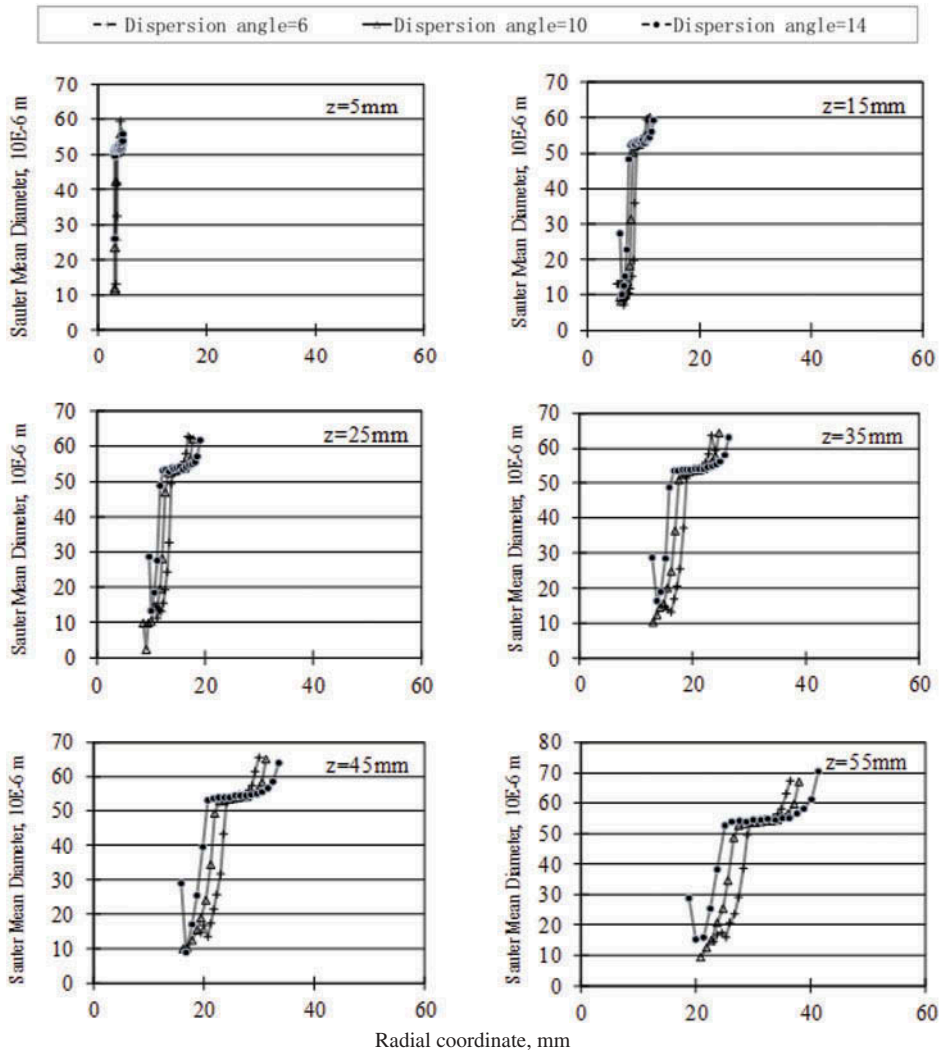 Dispersion angle=6 Dispersion angle=10 Dispersion angle=14
Sauter Mean Diameter, 10E-6 m
70
60
50
40
30
20
10
0
z=5mm
0 20 40 60
Sauter Mean Diameter, 10E-6 m
70
60
50
40
30
20
10
0
z=15mm
0 20 40 60
Sauter Mean Diameter, 10E-6 m
70
60
50
40
30
20
10
0
z=25mm
0 20 40 60
Sauter Mean Diameter, 10E-6 m
70
60
50
40
30
20
10
0
z=35mm
0 20 40 60
Sauter Mean Diameter, 10E-6 m
70
60
50
40
30
20
10
0
z=45mm
0 20 40 60
Sauter Mean Diameter, 10E-6 m
80
70
60
50
40
30
20
10
0
z=55mm
0 20 40 60
Radial coordinate, mm